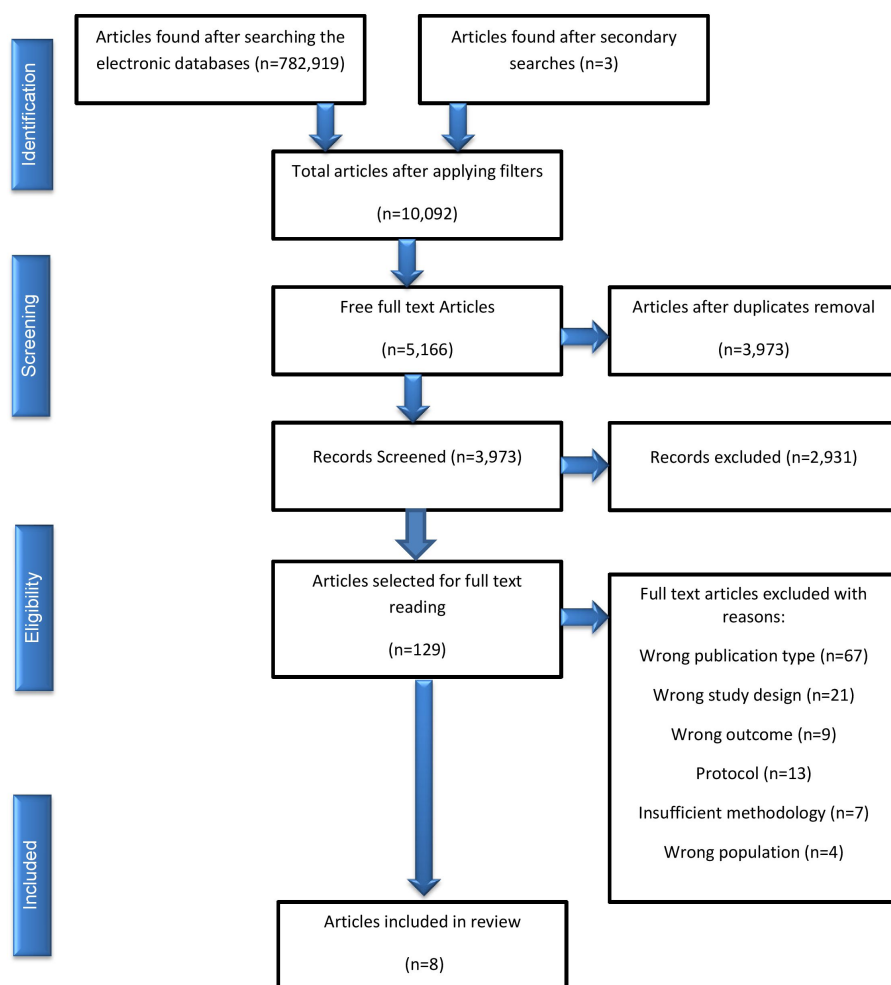 Identification
Articles found after searching the
electronic databases (n=782,919)
Articles found after secondary
searches (n=3)
Total articles after applying filters
(n=10,092)
Screening
Free full text Articles
(n=5,166)
Articles after duplicates removal
(n=3,973)
Records Screened (n=3,973)
Records excluded (n=2,931)
Eligibility
Articles selected for full text
reading
(n=129)
Full text articles excluded with
reasons:
Wrong publication type (n=67)
Wrong study design (n=21)
Wrong outcome (n=9)
Protocol (n=13)
Insufficient methodology (n=7)
Wrong population (n=4)
Included
Articles included in review
(n=8)